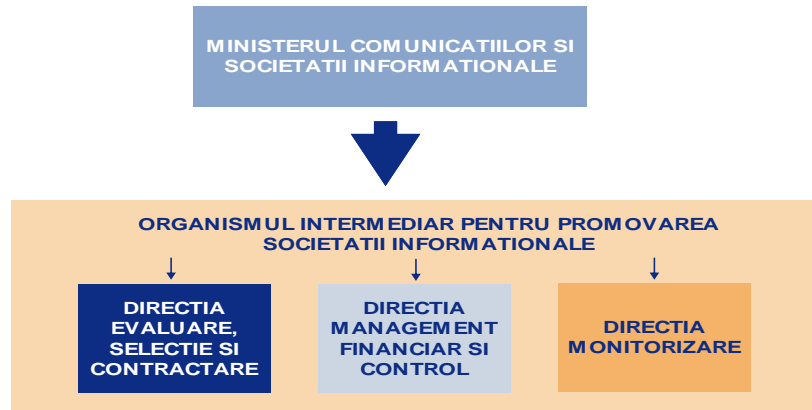 MINISTERUL COMUNICATIILOR SI
SOCIETATII INFORMATIONALE
ORGANISMUL INTERMEDIAR PENTRU PROMOVAREA
SOCIETATII INFORMATIONALE
DIRECTIA
EVALUARE,
SELECTIE SI
CONTRACTARE
DIRECTIA
MANAGEMENT
FINANCIAR SI
CONTROL
DIRECTIA
MONITORIZARE